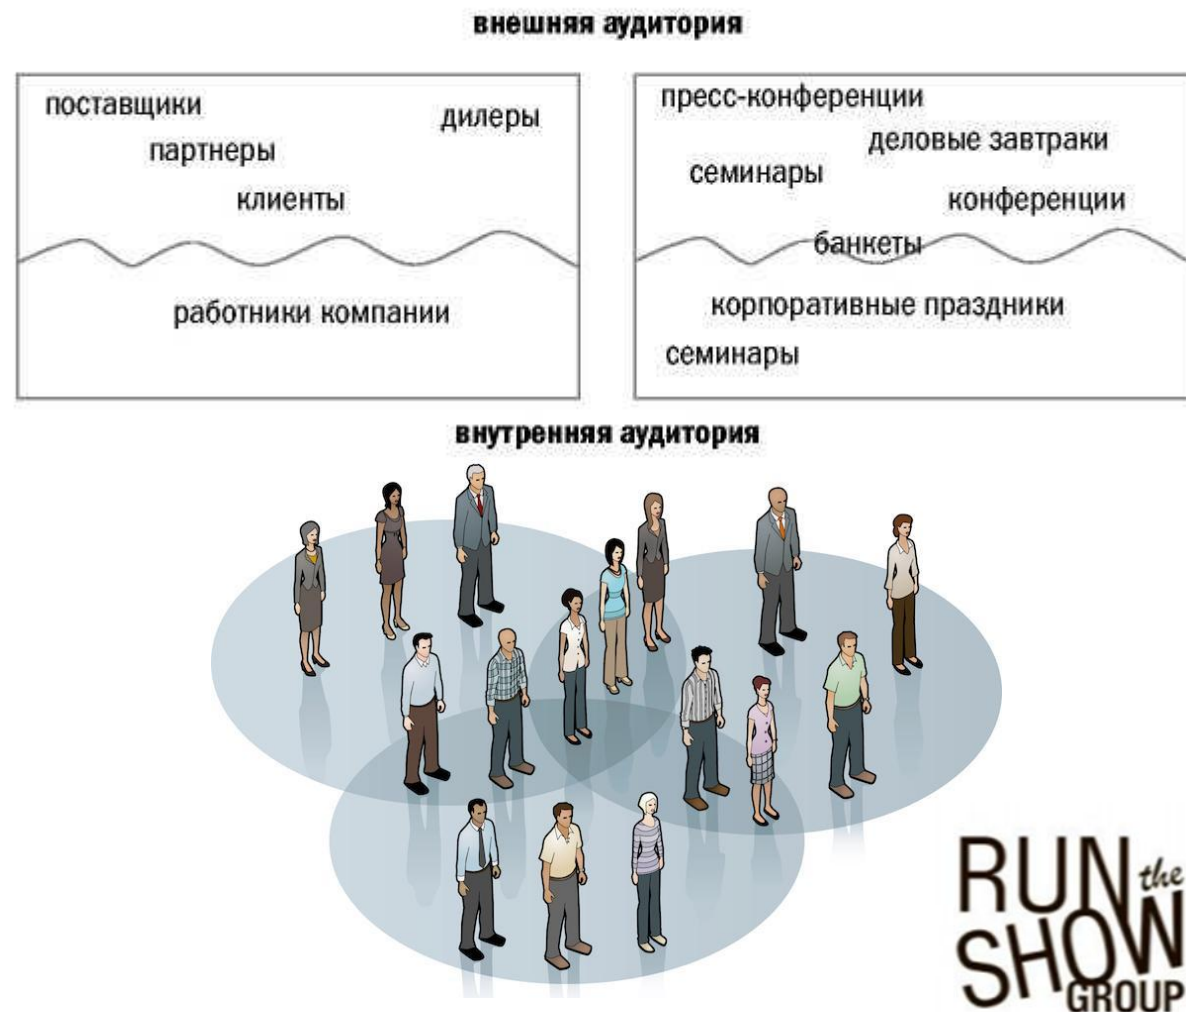 внешняя аудитория
поставщики
дилеры
партнеры
клиенты
работники компании
пресс-конференции
деловые завтраки
семинары
конференции
банкеты
корпоративные праздники
семинары
внутренняя аудитория
RUN the
SHOW
GROUP